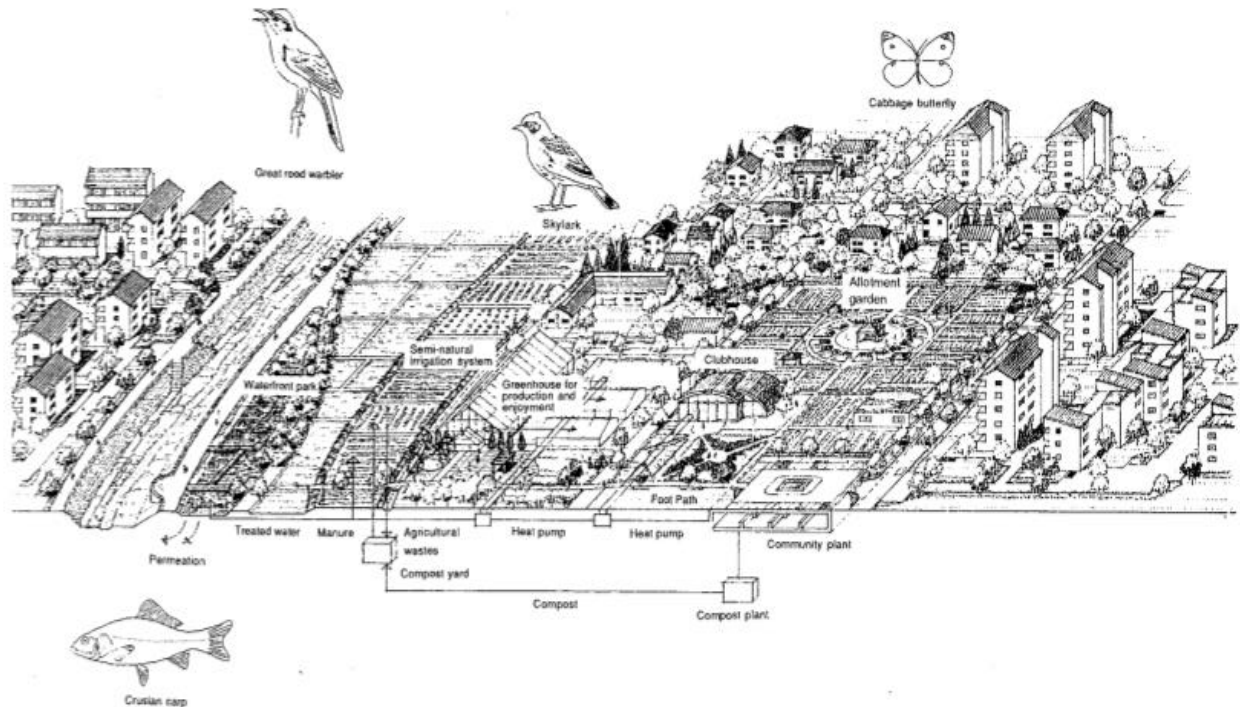 Cabbage butterfly
Great rood warbler
Skylark
Allotment
garden
Semi-natural
irrigation system
Clubhouse
Waterfront park
Greenhouse for
production and
enjoyment
Foot Path
Treated water
Manure
Agricultural
wastes
Heat pump
Heat pump
Community plant
Permeation
Compost yard
Compost
Compost plant
Crusian carp